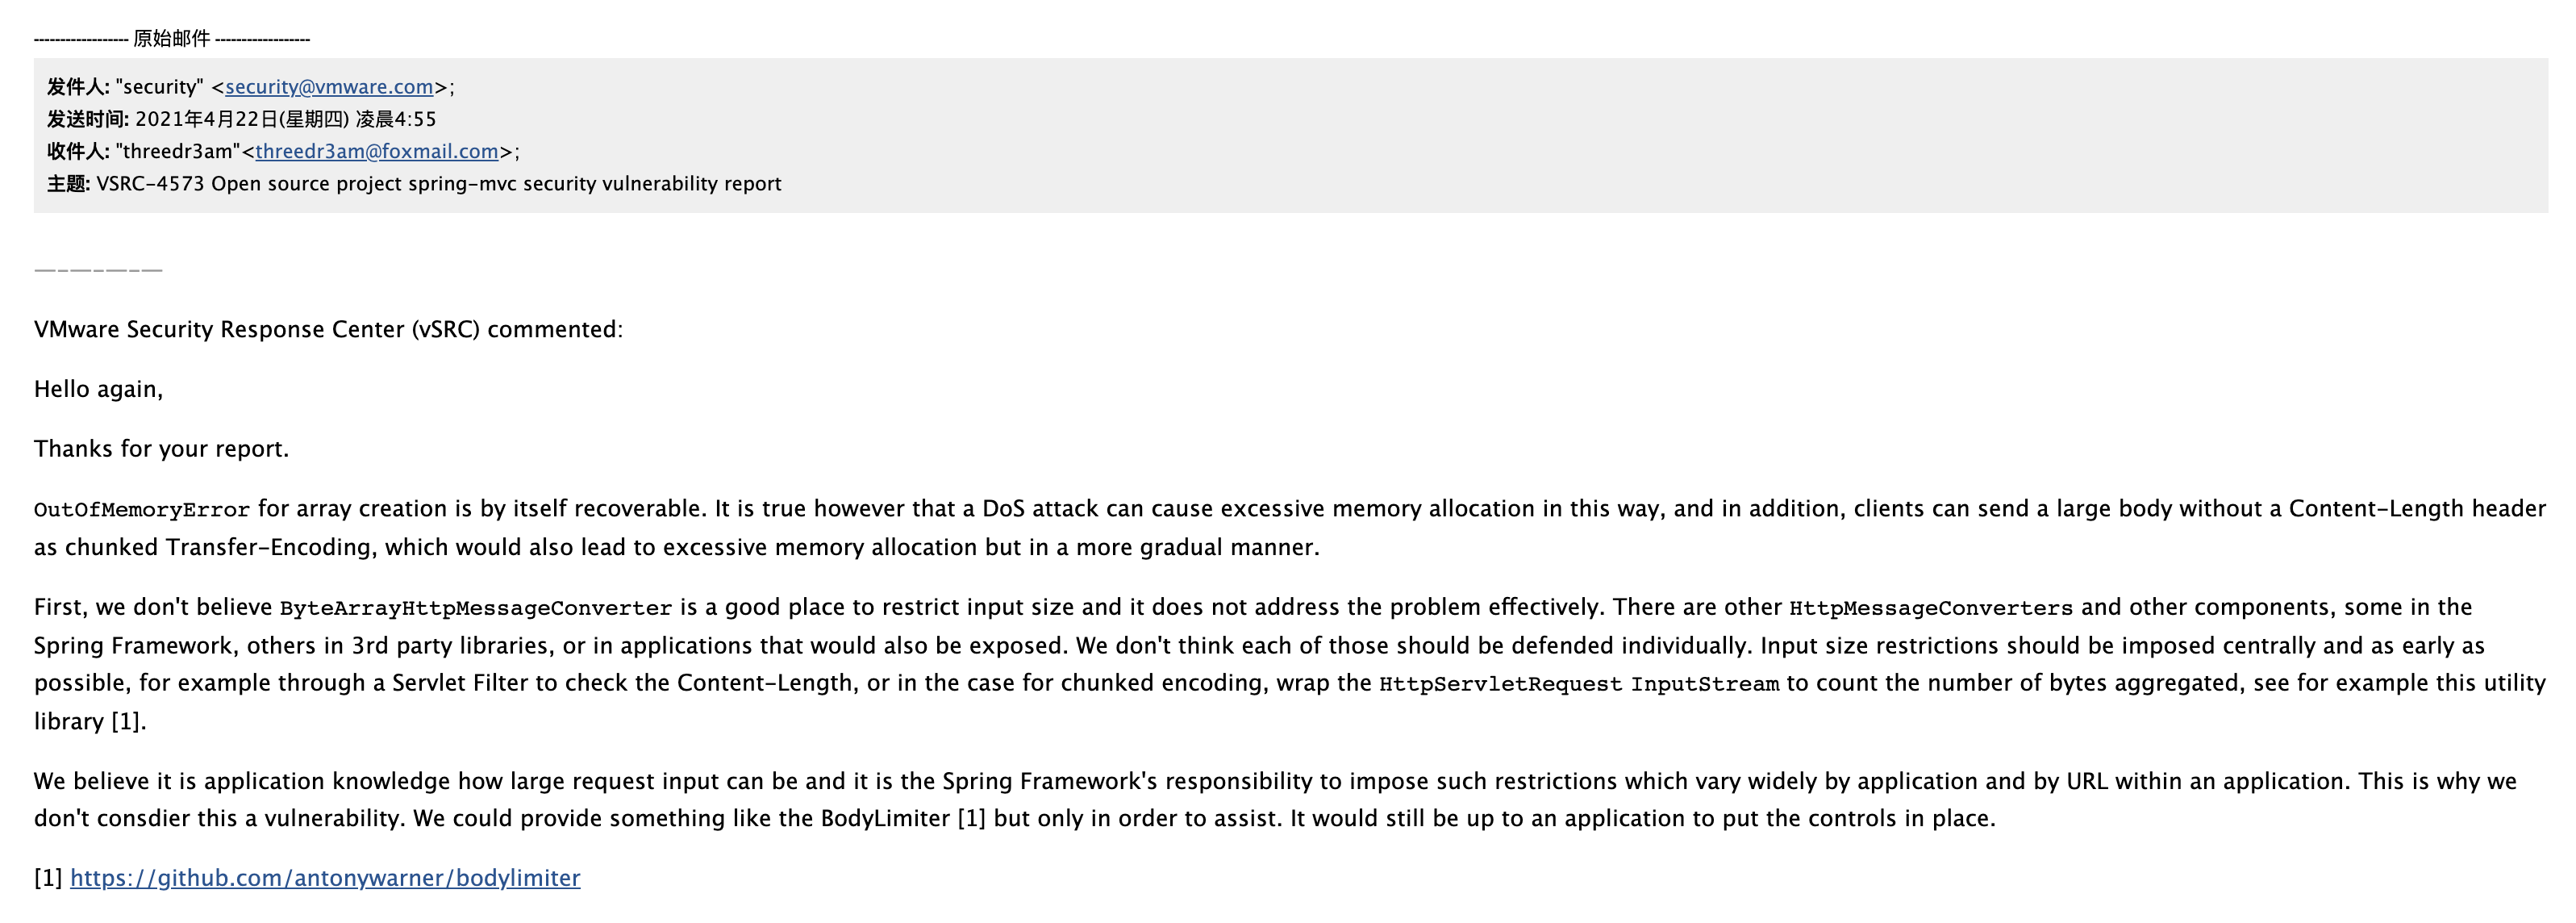 ------------------ 原始邮件 ------------------
发件人: "security" <security@vmware.com>;
发送时间: 2021年4月22日(星期四) 凌晨4:55
收件人: "threedr3am"<threedr3am@foxmail.com>;
主题: VSRC-4573 Open source project spring-mvc security vulnerability report
—-—-—-—
VMware Security Response Center (vSRC) commented:
Hello again,
Thanks for your report.
OutOfMemoryError for array creation is by itself recoverable. It is true however that a DoS attack can cause excessive memory allocation in this way, and in addition, clients can send a large body without a Content-Length header
as chunked Transfer-Encoding, which would also lead to excessive memory allocation but in a more gradual manner.
First, we don't believe ByteArrayHttpMessageConverter is a good place to restrict input size and it does not address the problem effectively. There are other HttpMessageConverters and other components, some in the
Spring Framework, others in 3rd party libraries, or in applications that would also be exposed. We don't think each of those should be defended individually. Input size restrictions should be imposed centrally and as early as
possible, for example through a Servlet Filter to check the Content-Length, or in the case for chunked encoding, wrap the HttpServletRequest InputStream to count the number of bytes aggregated, see for example this utility
library [1].
We believe it is application knowledge how large request input can be and it is the Spring Framework's responsibility to impose such restrictions which vary widely by application and by URL within an application. This is why we
don't consdier this a vulnerability. We could provide something like the BodyLimiter [1] but only in order to assist. It would still be up to an application to put the controls in place.
[1] https://github.com/antonywarner/bodylimiter